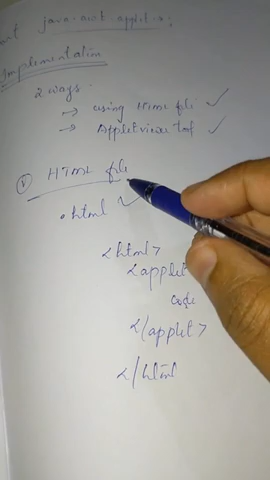 java.awt applet.*;
Implementation
2 ways.
→ Using HTML file ✓
→ Appletviewer tool ✓
① HTML file
.html ✓
<html>
<applet
code
</applet>
</html